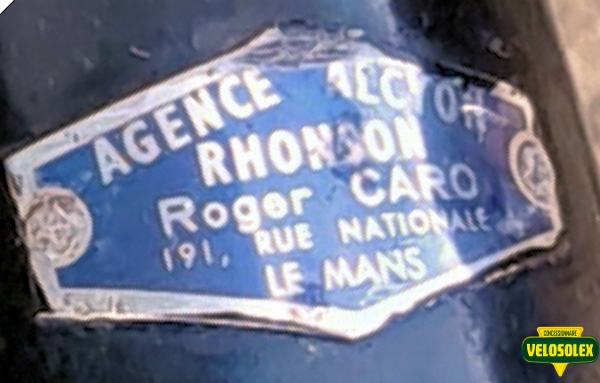 AGENCE ALCYON
RHONSON
Roger CARO
191, RUE NATIONALE
LE MANS
CONCESSIONNAIRE
VELOSOLEX